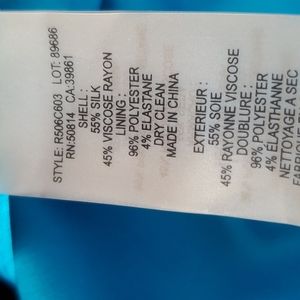 STYLE: R506C603 LOT: 89686
RN:50814 CA:39861
SHELL:
55% SILK
45% VISCOSE RAYON
LINING:
96% POLYESTER
4% ELASTANE
DRY CLEAN
MADE IN CHINA
EXTERIEUR:
55% SOIE
45% RAYONNE VISCOSE
DOUBLURE:
96% POLYESTER
4% ELASTHANNE
NETTOYAGE A SEC